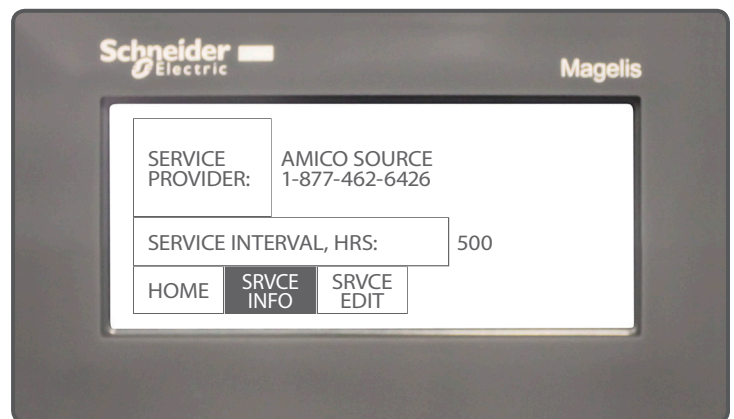 Schneider
Electric
Magelis
SERVICE PROVIDER:
AMICO SOURCE
1-877-462-6426
SERVICE INTERVAL, HRS: 500
HOME SRVCE INFO SRVCE EDIT